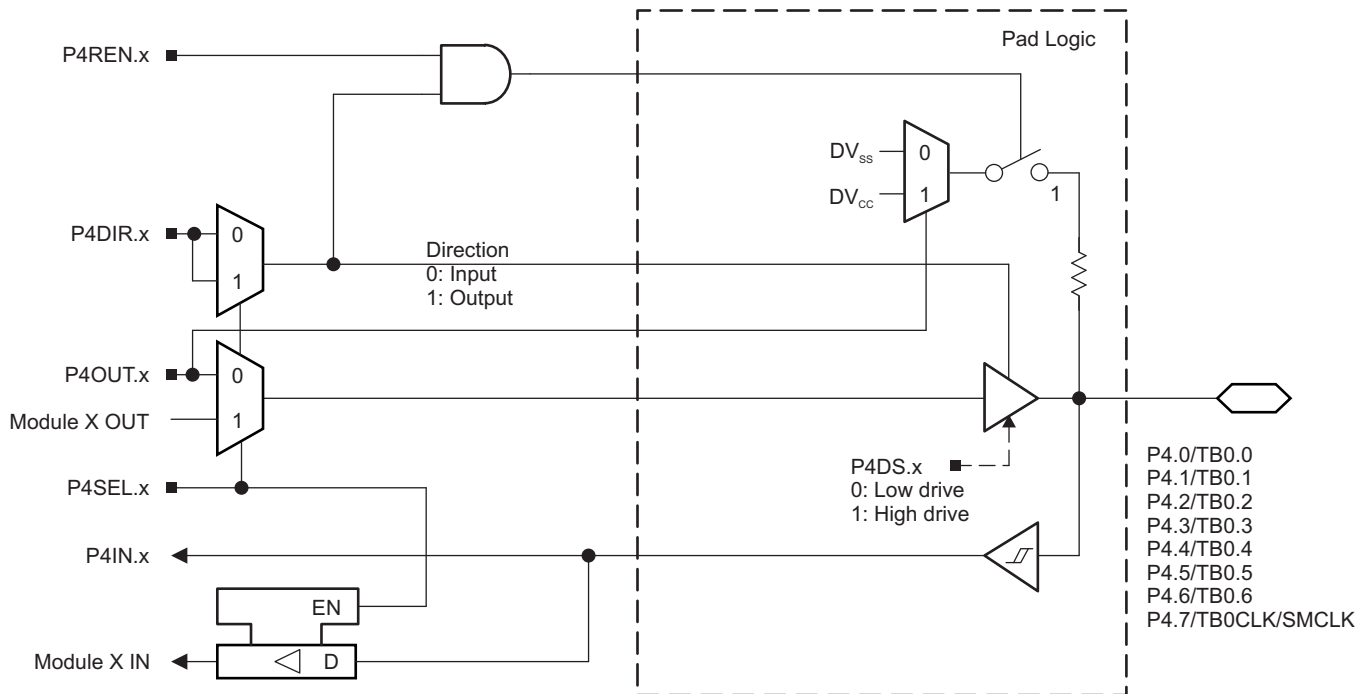 Pad Logic
P4REN.x
DVSS
0
DVCC
1
1
P4DIR.x
0
1
Direction
0: Input
1: Output
P4OUT.x
0
Module X OUT
1
P4SEL.x
P4DS.x
0: Low drive
1: High drive
P4.0/TB0.0
P4.1/TB0.1
P4.2/TB0.2
P4.3/TB0.3
P4.4/TB0.4
P4.5/TB0.5
P4.6/TB0.6
P4.7/TB0CLK/SMCLK
P4IN.x
EN
Module X IN
D